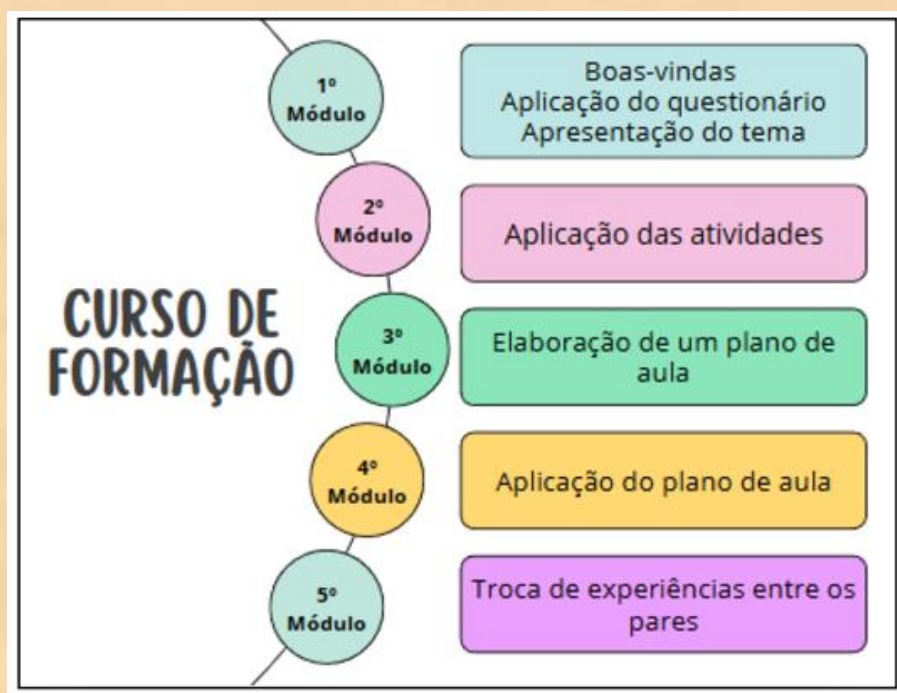 CURSO DE
FORMAÇÃO
1º
Módulo
Boas-vindas
Aplicação do questionário
Apresentação do tema
2º
Módulo
Aplicação das atividades
3º
Módulo
Elaboração de um plano de
aula
4º
Módulo
Aplicação do plano de aula
5º
Módulo
Troca de experiências entre os
pares